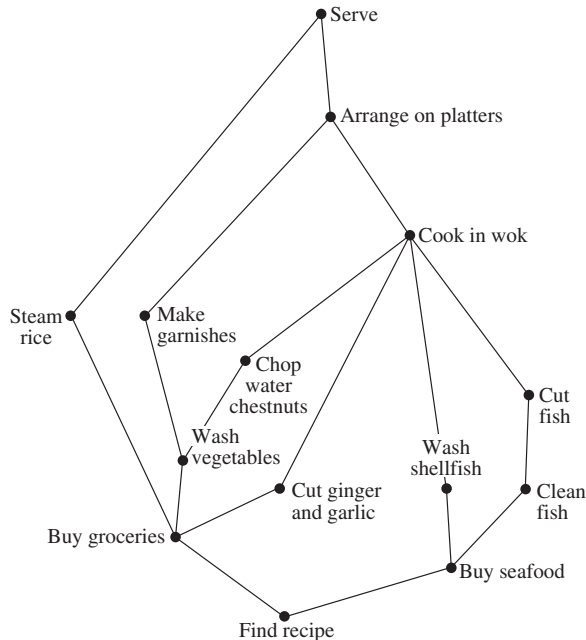 Serve
Arrange on platters
Cook in wok
Steam
rice
Make
garnishes
Chop
water
chestnuts
Cut
fish
Wash
vegetables
Wash
shellfish
Cut ginger
and garlic
Clean
fish
Buy groceries
Buy seafood
Find recipe